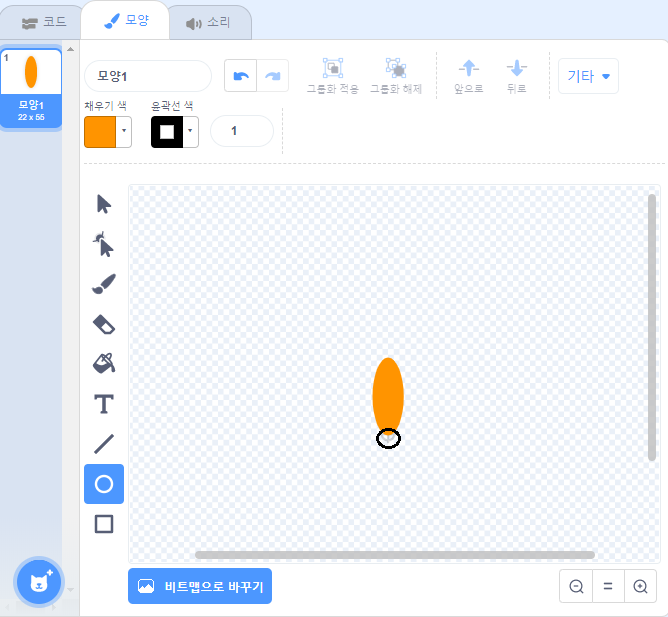 코드
모양
소리
1
모양1
22 x 55
모양1
그룹화 적용
그룹화 해제
앞으로
뒤로
기타
채우기 색
윤곽선 색
1
T
비트맵으로 바꾸기